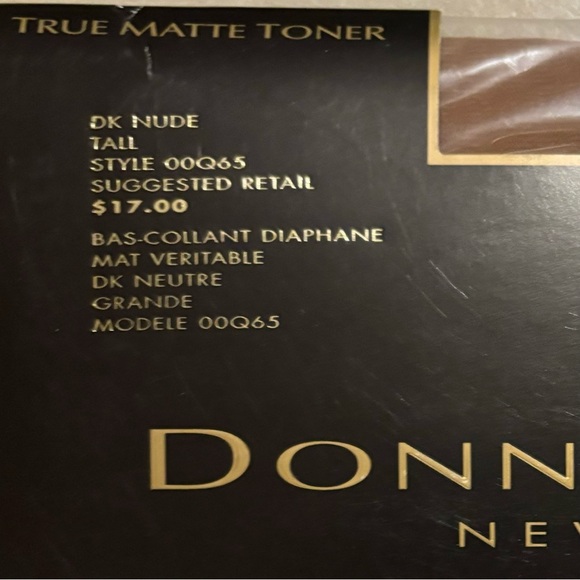 TRUE MATTE TONER
DK NUDE
TALL
STYLE 00Q65
SUGGESTED RETAIL
$17.00
BAS-COLLANT DIAPHANE
MAT VERITABLE
DK NEUTRE
GRANDE
MODELE 00Q65
DONN
NEW